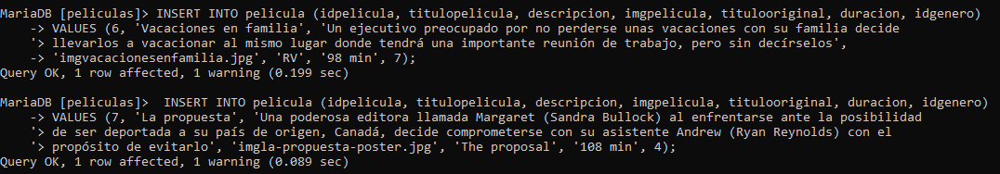 MariaDB [peliculas]> INSERT INTO pelicula (idpelicula, titulopelicula, descripcion, imgpelicula, titulooriginal, duracion, idgenero)
-> VALUES (6, 'Vacaciones en familia', 'Un ejecutivo preocupado por no perderse unas vacaciones con su familia decide
'> llevarlos a vacacionar al mismo lugar donde tendrá una importante reunión de trabajo, pero sin decírselos',
-> 'imgvacacionesenfamilia.jpg', 'RV', '98 min', 7);
Query OK, 1 row affected, 1 warning (0.199 sec)
MariaDB [peliculas]>  INSERT INTO pelicula (idpelicula, titulopelicula, descripcion, imgpelicula, titulooriginal, duracion, idgenero)
-> VALUES (7, 'La propuesta', 'Una poderosa editora llamada Margaret (Sandra Bullock) al enfrentarse ante la posibilidad
'> de ser deportada a su país de origen, Canadá, decide comprometerse con su asistente Andrew (Ryan Reynolds) con el
'> propósito de evitarlo', 'imgla-propuesta-poster.jpg', 'The proposal', '108 min', 4);
Query OK, 1 row affected, 1 warning (0.089 sec)